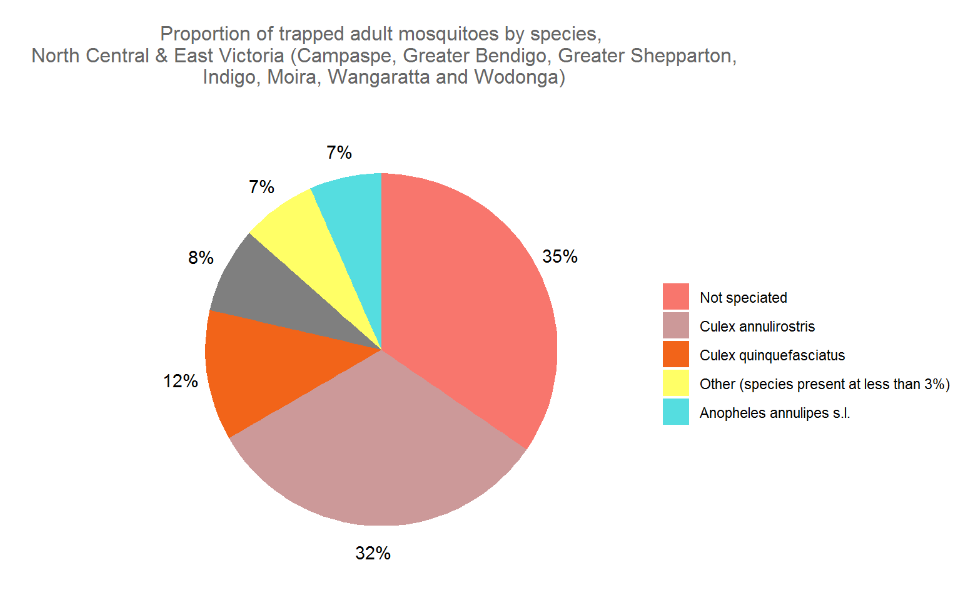 Proportion of trapped adult mosquitoes by species,
North Central & East Victoria (Campaspe, Greater Bendigo, Greater Shepparton,
Indigo, Moira, Wangaratta and Wodonga)
7%
7%
8%
35%
12%
32%
Not speciated
Culex annulirostris
Culex quinquefasciatus
Other (species present at less than 3%)
Anopheles annulipes s.l.